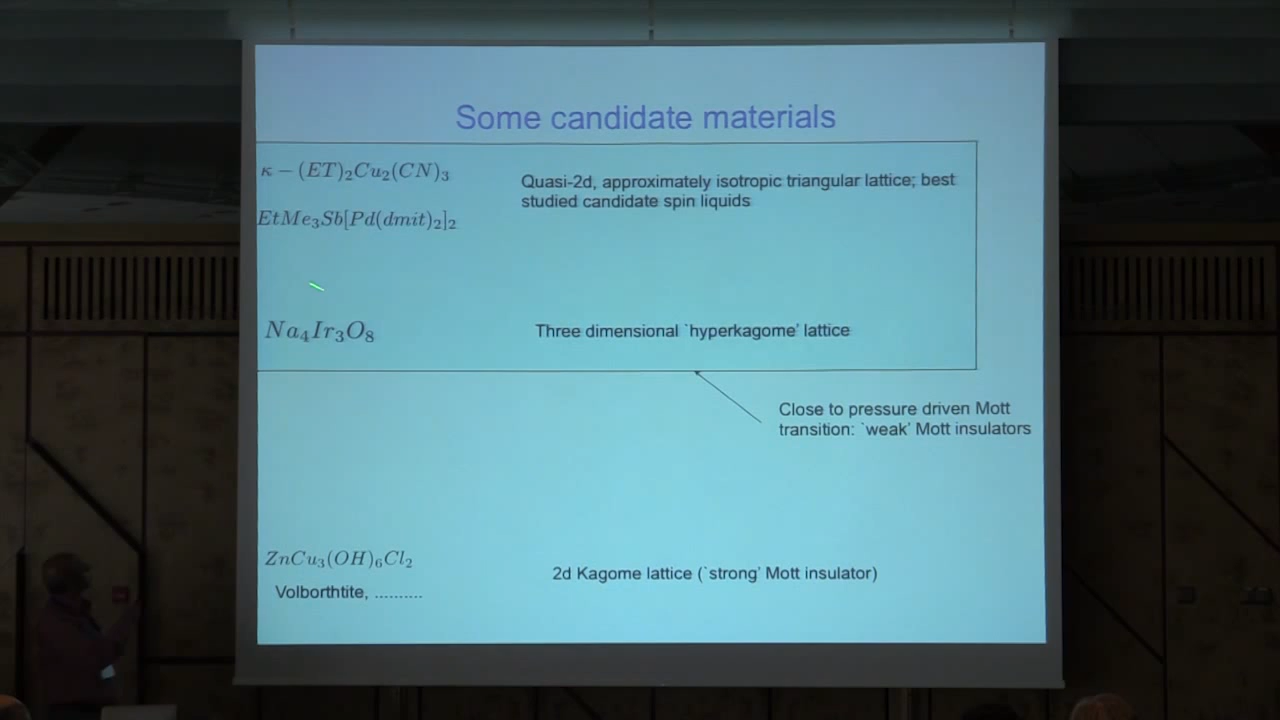 Some candidate materials
κ − (ET)₂Cu₂(CN)₃
Quasi-2d, approximately isotropic triangular lattice; best
studied candidate spin liquids
EtMe₃Sb[Pd(dmit)₂]₂
Na₄Ir₃O₈
Three dimensional `hyperkagome' lattice
Close to pressure driven Mott
transition: `weak' Mott insulators
ZnCu₃(OH)₆Cl₂
2d Kagome lattice (`strong' Mott insulator)
Volborthtite, ..........